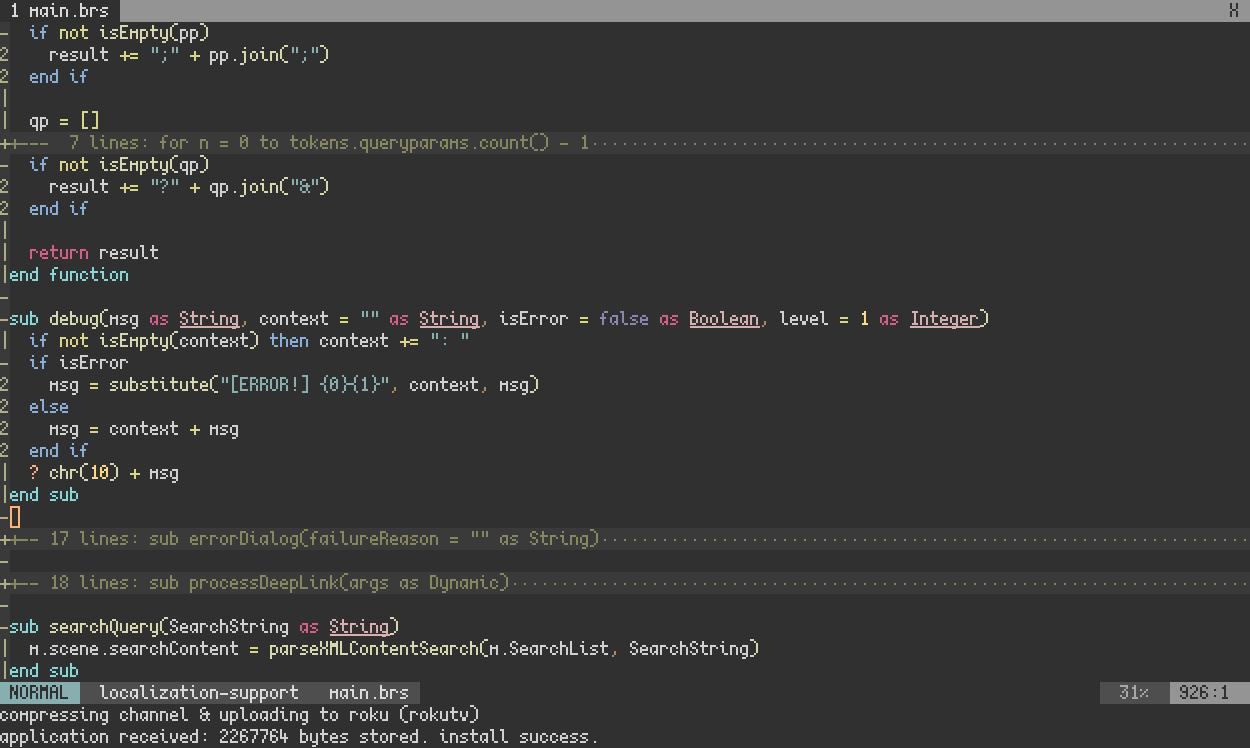 1 main.brs X
-  if not isEmpty(pp)
2    result += ";" + pp.join(";")
2  end if
|
|  qp = []
++---  7 lines: for n = 0 to tokens.queryparams.count() - 1·································································
-  if not isEmpty(qp)
2    result += "?" + qp.join("&")
2  end if
|
|  return result
|end function
-
-sub debug(msg as String, context = "" as String, isError = false as Boolean, level = 1 as Integer)
|  if not isEmpty(context) then context += ": "
-  if isError
2    msg = substitute("[ERROR!] {0}{1}", context, msg)
2  else
2    msg = context + msg
2  end if
|  ? chr(10) + msg
|end sub
-
++-- 17 lines: sub errorDialog(failureReason = "" as String)·································································
-
++-- 18 lines: sub processDeepLink(args as Dynamic)··········································································
-
-sub searchQuery(SearchString as String)
|  m.scene.searchContent = parseXMLContentSearch(m.SearchList, SearchString)
|end sub
NORMAL  localization-support  main.brs  31%  926:1
compressing channel & uploading to roku (rokutv)
application received: 2267764 bytes stored. install success.